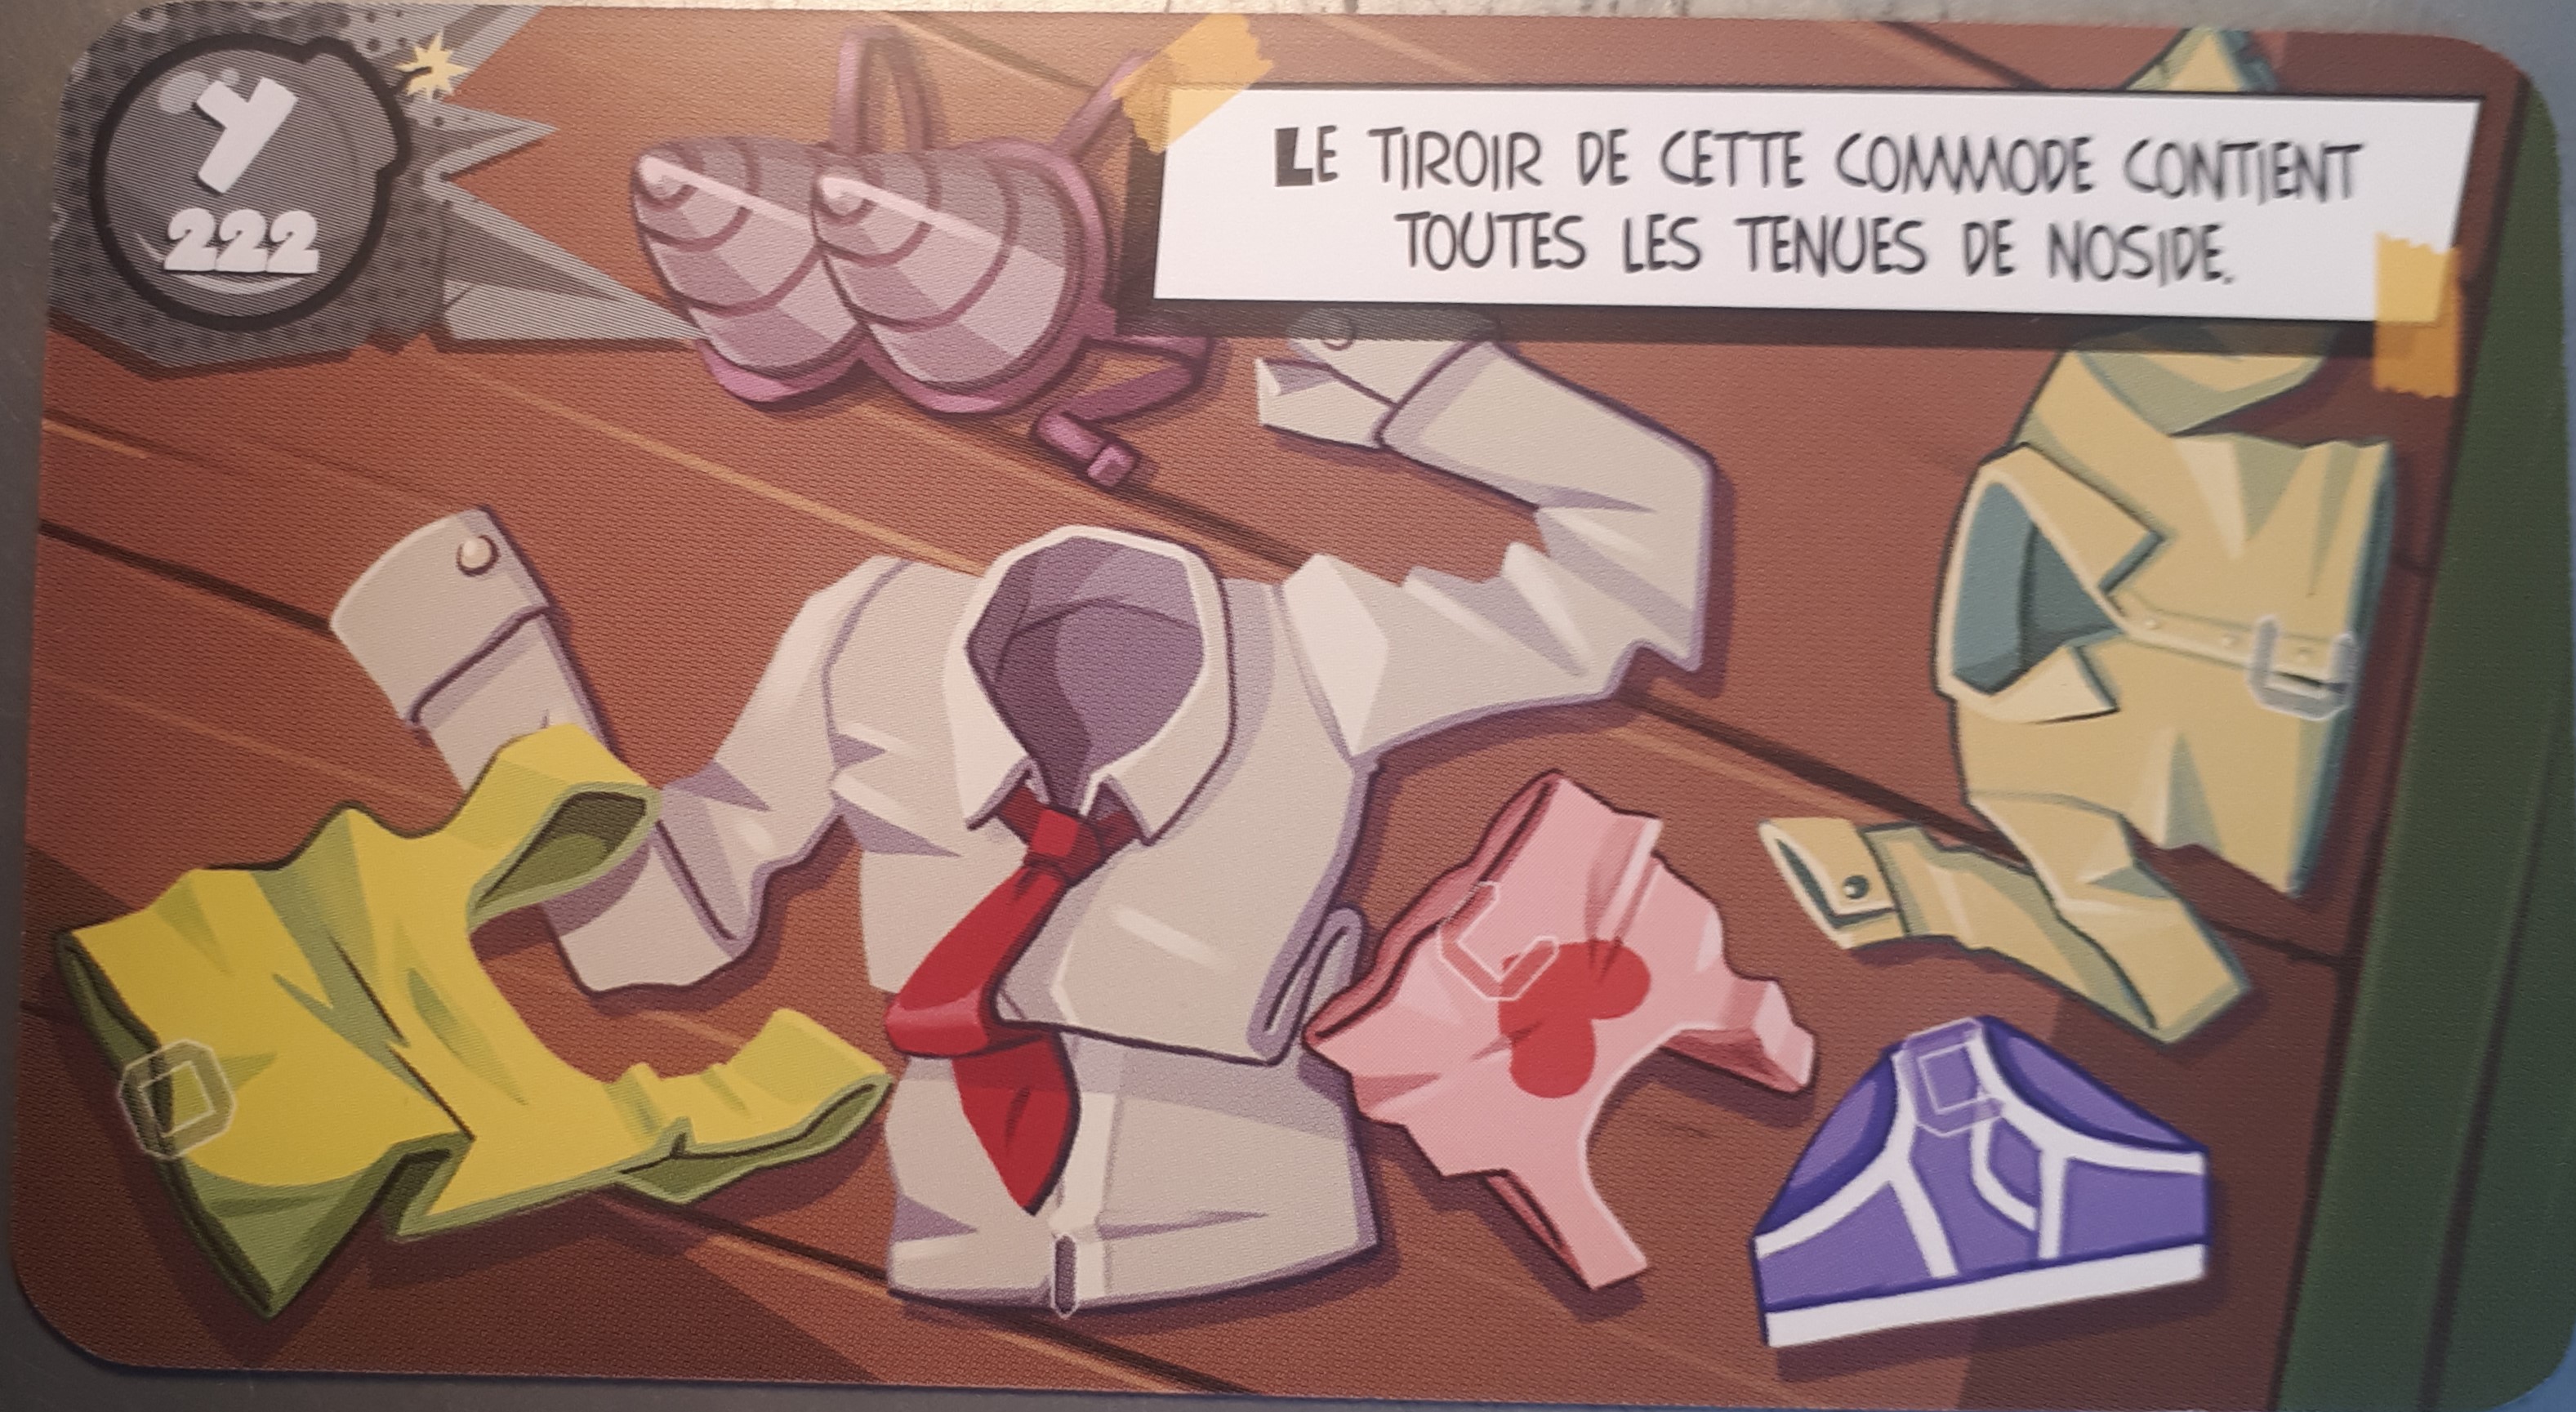 Y
222
LE TIROIR DE CETTE COMMODE CONTIENT
TOUTES LES TENUES DE NOSIDE.